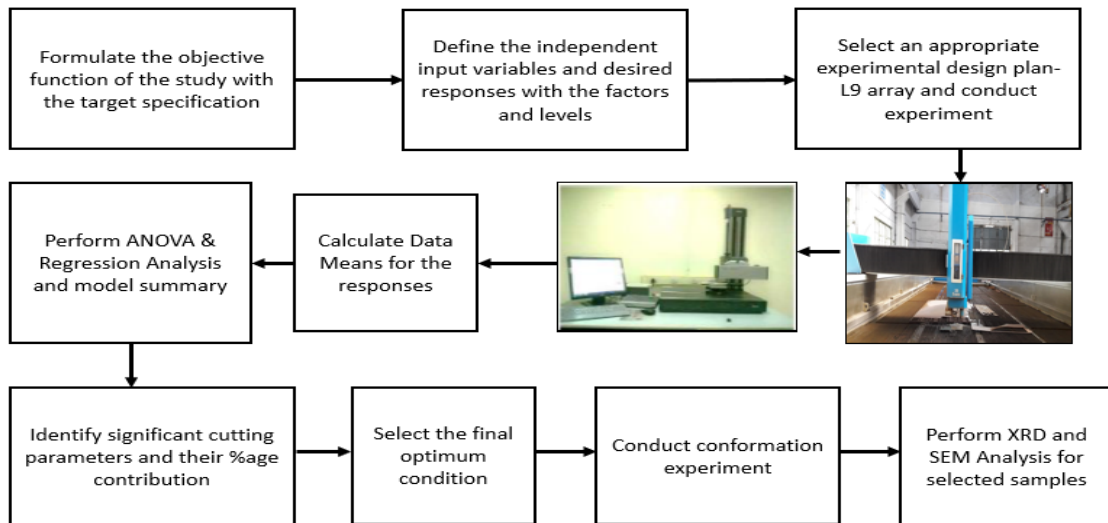 Formulate the objective
function of the study with
the target specification
Define the independent
input variables and desired
responses with the factors
and levels
Select an appropriate
experimental design plan-
L9 array and conduct
experiment
Calculate Data
Means for the
responses
Perform ANOVA &
Regression Analysis
and model summary
Identify significant cutting
parameters and their %age
contribution
Select the final
optimum
condition
Conduct conformation
experiment
Perform XRD and
SEM Analysis for
selected samples